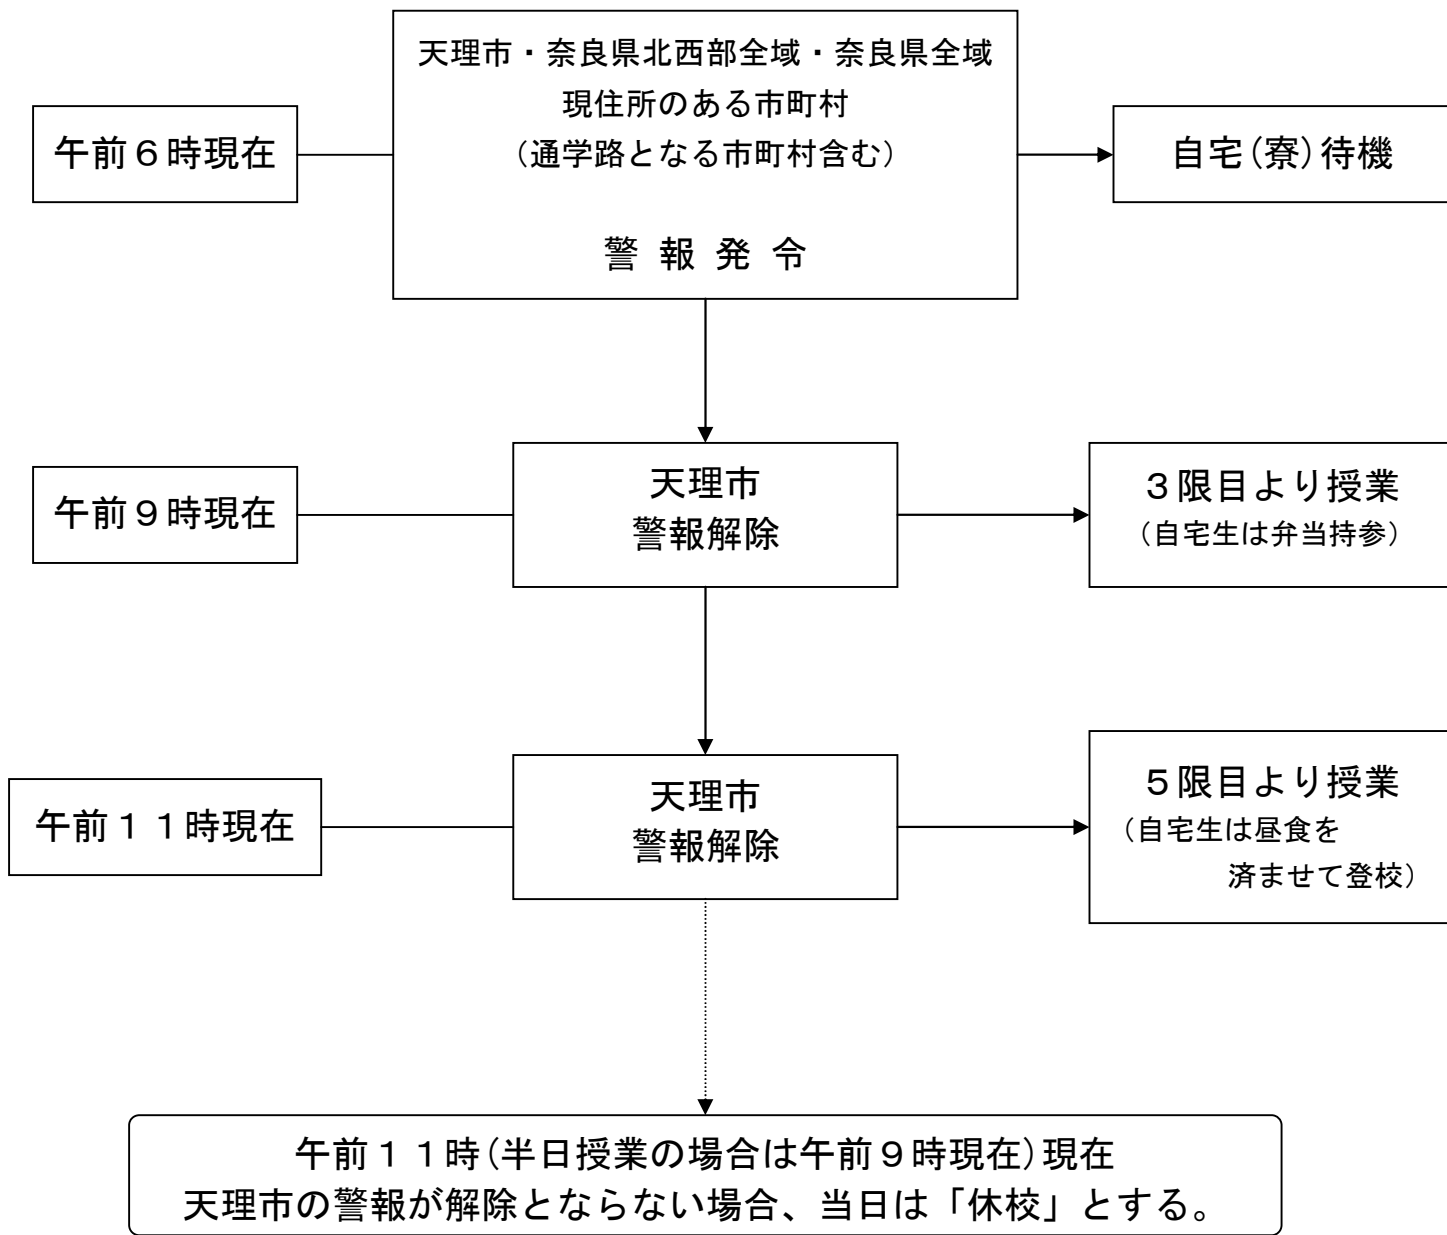 天理市・奈良県北西部全域・奈良県全域
現住所のある市町村
（通学路となる市町村含む）
警 報 発 令
午前６時現在
自宅(寮)待機
午前９時現在
天理市
警報解除
３限目より授業
（自宅生は弁当持参）
午前１１時現在
天理市
警報解除
５限目より授業
（自宅生は昼食を
済ませて登校）
午前１１時(半日授業の場合は午前９時現在)現在
天理市の警報が解除とならない場合、当日は「休校」とする。